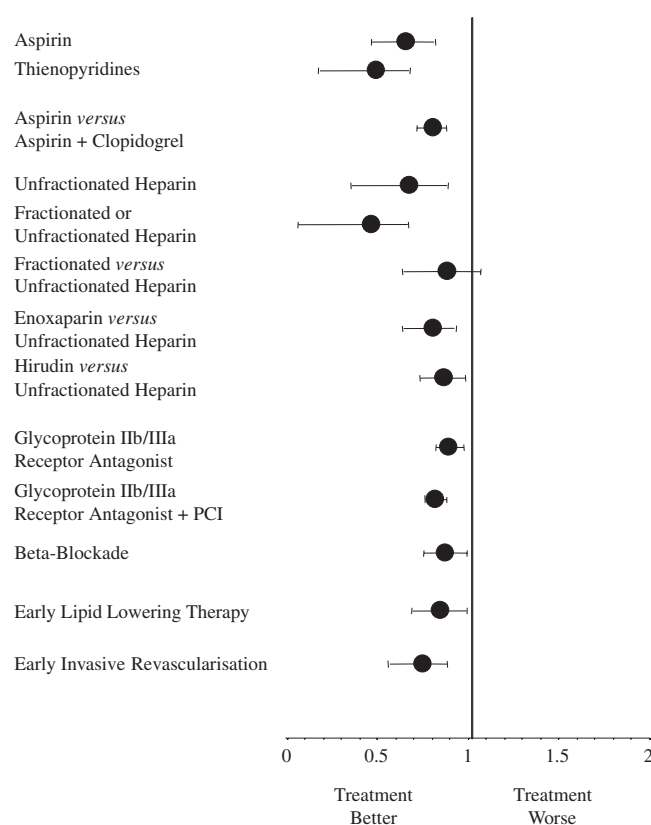 Aspirin
Thienopyridines
Aspirin versus
Aspirin + Clopidogrel
Unfractionated Heparin
Fractionated or
Unfractionated Heparin
Fractionated versus
Unfractionated Heparin
Enoxaparin versus
Unfractionated Heparin
Hirudin versus
Unfractionated Heparin
Glycoprotein IIb/IIIa
Receptor Antagonist
Glycoprotein IIb/IIIa
Receptor Antagonist + PCI
Beta-Blockade
Early Lipid Lowering Therapy
Early Invasive Revascularisation
0 0.5 1 1.5 2
Treatment Treatment
Better Worse